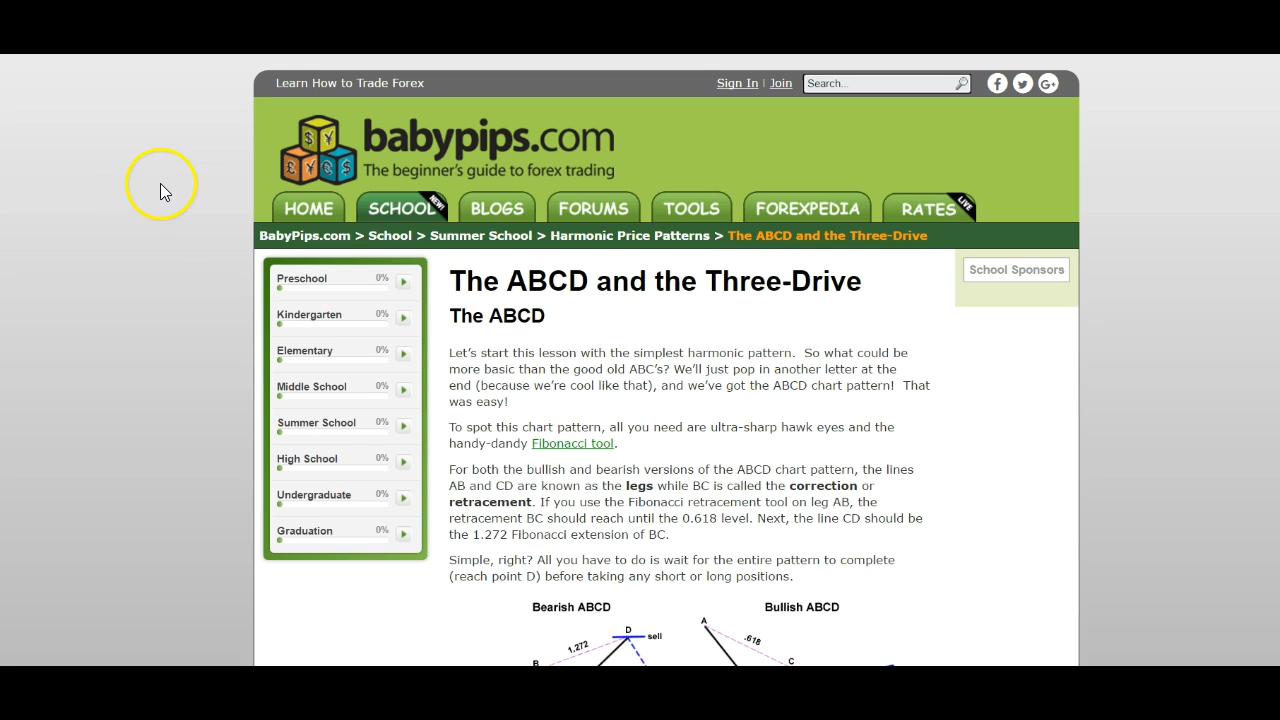 Learn How to Trade Forex
Sign In | Join
Search...
$ ¥
£ ¥ € $
babypips.com
The beginner's guide to forex trading
HOME
SCHOOL
NEW!
BLOGS
FORUMS
TOOLS
FOREXPEDIA
RATES
LIVE
BabyPips.com > School > Summer School > Harmonic Price Patterns > The ABCD and the Three-Drive
Preschool 0%
Kindergarten 0%
Elementary 0%
Middle School 0%
Summer School 0%
High School 0%
Undergraduate 0%
Graduation 0%
The ABCD and the Three-Drive
School Sponsors
The ABCD
Let's start this lesson with the simplest harmonic pattern. So what could be
more basic than the good old ABC's? We'll just pop in another letter at the
end (because we're cool like that), and we've got the ABCD chart pattern! That
was easy!
To spot this chart pattern, all you need are ultra-sharp hawk eyes and the
handy-dandy Fibonacci tool.
For both the bullish and bearish versions of the ABCD chart pattern, the lines
AB and CD are known as the legs while BC is called the correction or
retracement. If you use the Fibonacci retracement tool on leg AB, the
retracement BC should reach until the 0.618 level. Next, the line CD should be
the 1.272 Fibonacci extension of BC.
Simple, right? All you have to do is wait for the entire pattern to complete
(reach point D) before taking any short or long positions.
Bearish ABCD
D
sell
1.272
B
Bullish ABCD
A
.618
C